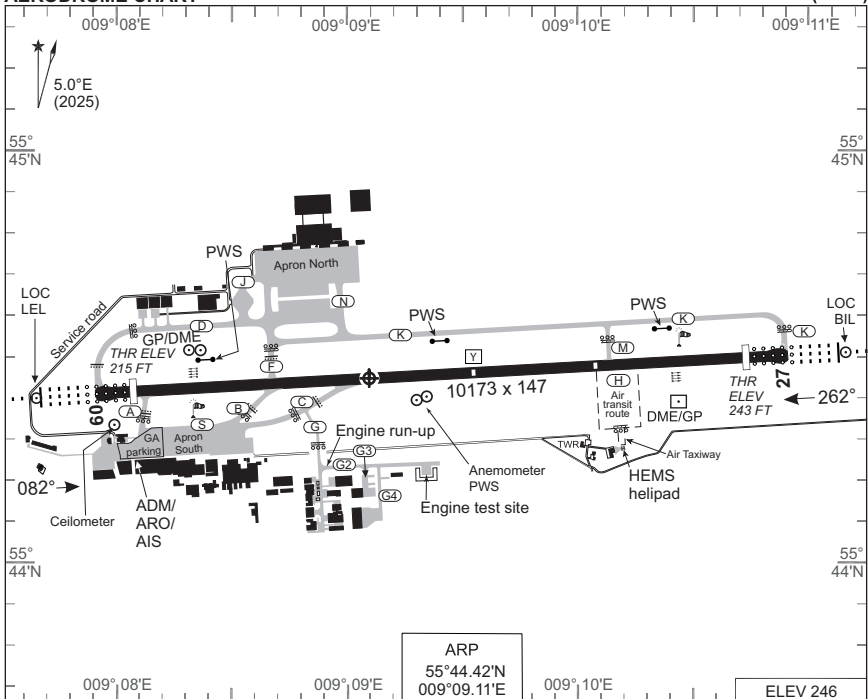 009°08'E 009°09'E 009°10'E 009°11'E
5.0°E
(2025)
55°
45'N
55°
45'N
PWS
Apron North
J
N
LOC
LEL
Service road
D
GP/DME
THR ELEV
215 FT
F
K
PWS
PWS
K
K
LOC
BIL
M
Y
10173 x 147
H
Air
transit
route
THR
ELEV
243 FT
27
262°
DME/GP
09
A
S
B
C
G
GA
parking
Apron
South
Engine run-up
G3
G2
G4
Anemometer
PWS
Engine test site
TWR
Air Taxiway
HEMS
helipad
082°
Ceilometer
ADM/
ARO/
AIS
55°
44'N
55°
44'N
ARP
55°44.42'N
009°09.11'E
009°08'E 009°09'E 009°10'E
ELEV 246